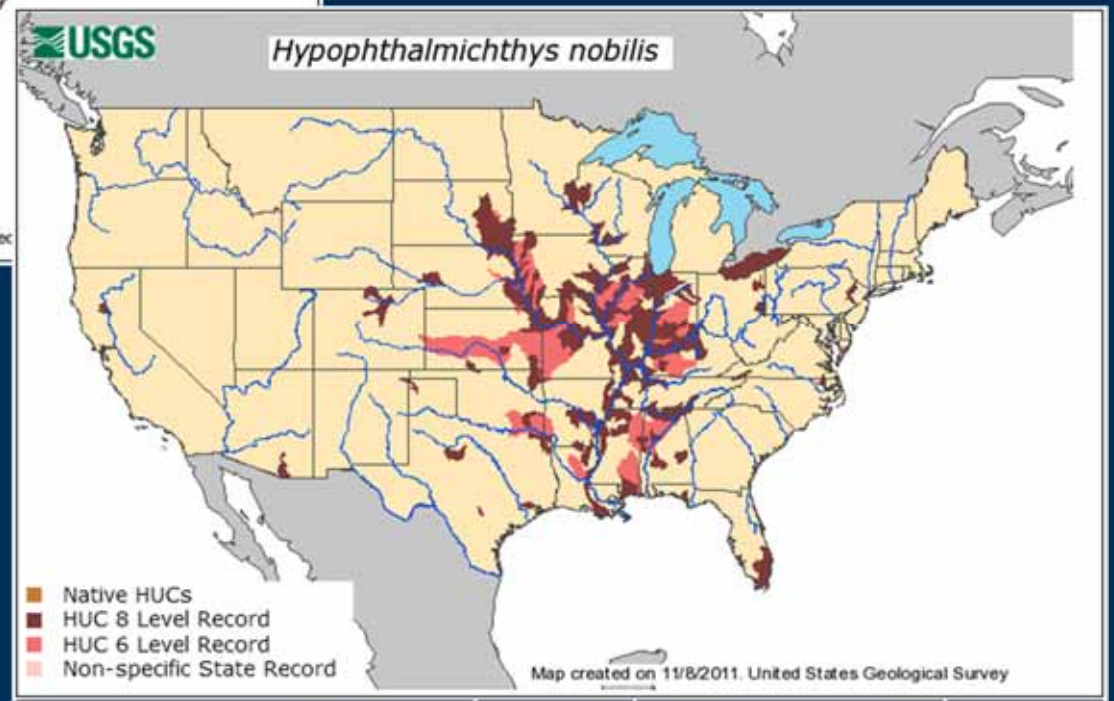 USGS
Hypophthalmichthys nobilis
ec
Native HUCs
HUC 8 Level Record
HUC 6 Level Record
Non-specific State Record
Map created on 11/8/2011. United States Geological Survey